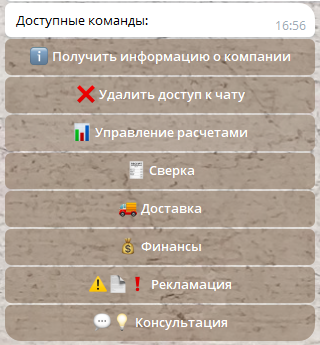 Доступные команды:
16:56
ℹ️ Получить информацию о компании
❌ Удалить доступ к чату
📊 Управление расчетами
🧾 Сверка
🚚 Доставка
💰 Финансы
⚠️📄❗ Рекламация
💬💡 Консультация